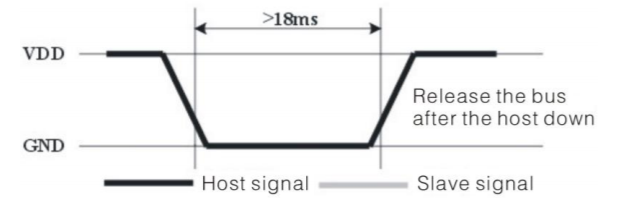 >18ms
VDD
Release the bus
after the host down
GND
Host signal
Slave signal